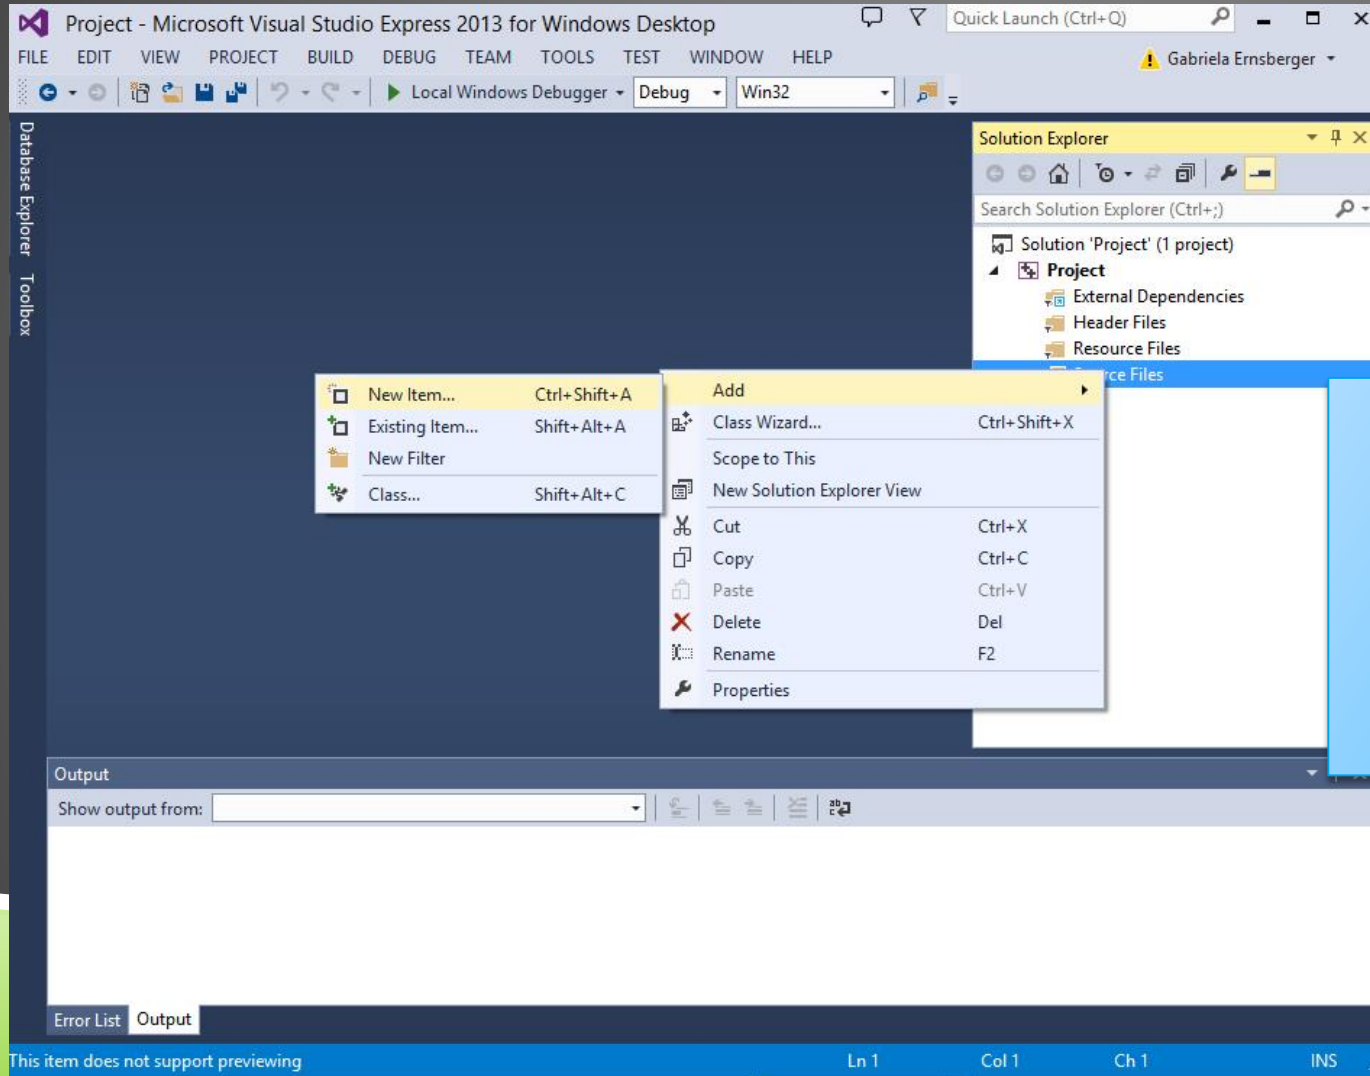 Project - Microsoft Visual Studio Express 2013 for Windows Desktop
Quick Launch (Ctrl+Q)
FILE EDIT VIEW PROJECT BUILD DEBUG TEAM TOOLS TEST WINDOW HELP
Gabriela Ernsberger
Local Windows Debugger Debug Win32
Database Explorer
Toolbox
Solution Explorer
Search Solution Explorer (Ctrl+;)
Solution 'Project' (1 project)
Project
External Dependencies
Header Files
Resource Files
rce Files
New Item... Ctrl+Shift+A
Existing Item... Shift+Alt+A
New Filter
Class... Shift+Alt+C
Add
Class Wizard... Ctrl+Shift+X
Scope to This
New Solution Explorer View
Cut Ctrl+X
Copy Ctrl+C
Paste Ctrl+V
Delete Del
Rename F2
Properties
Output
Show output from:
Error List Output
This item does not support previewing Ln 1 Col 1 Ch 1 INS